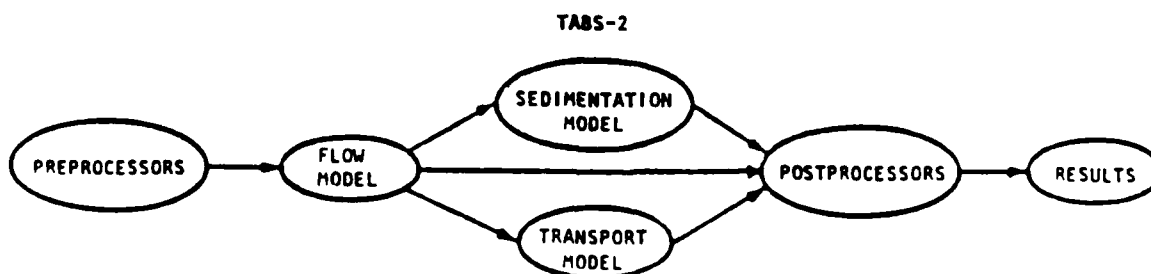 TABS-2
SEDIMENTATION
MODEL
PREPROCESSORS
FLOW
MODEL
POSTPROCESSORS
RESULTS
TRANSPORT
MODEL